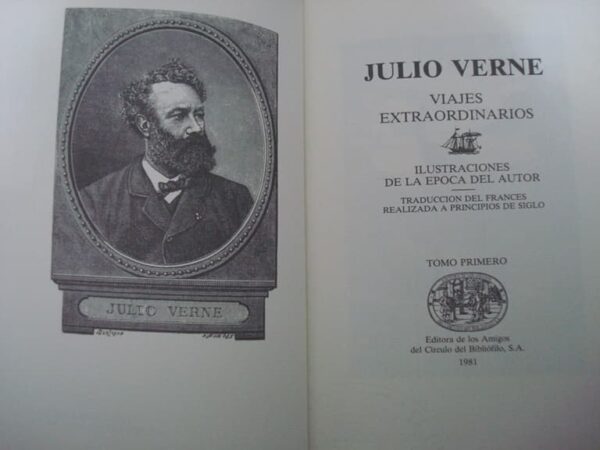 JULIO VERNE
JULIO VERNE
VIAJES
EXTRAORDINARIOS
ILUSTRACIONES
DE LA EPOCA DEL AUTOR
TRADUCCION DEL FRANCES
REALIZADA A PRINCIPIOS DE SIGLO
TOMO PRIMERO
Editora de los Amigos
del Círculo del Bibliófilo, S.A.
1981